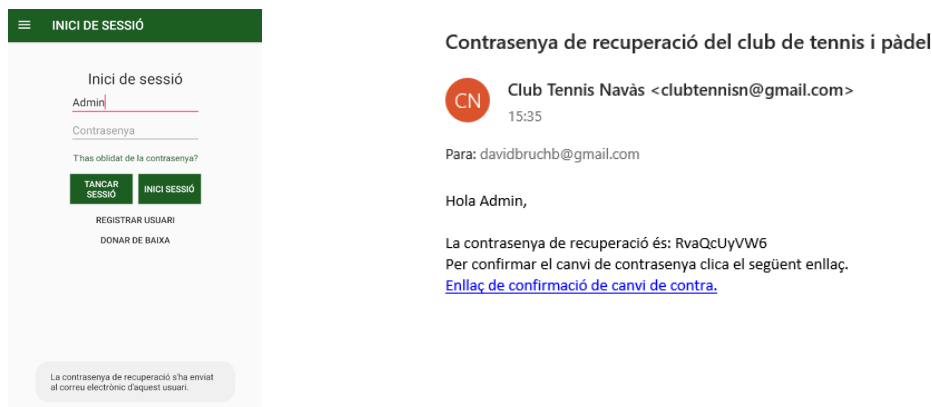 INICI DE SESSIÓ
Inici de sessió
Admin
Contrasenya
T'has oblidat de la contrasenya?
TANCAR
SESSIÓ
INICI SESSIÓ
REGISTRAR USUARI
DONAR DE BAIXA
La contrasenya de recuperació s'ha enviat
al correu electrònic d'aquest usuari.
Contrasenya de recuperació del club de tennis i pàdel
CN
Club Tennis Navàs <clubtennisn@gmail.com>
15:35
Para: davidbruchb@gmail.com
Hola Admin,
La contrasenya de recuperació és: RvaQcUyVW6
Per confirmar el canvi de contrasenya clica el següent enllaç.
Enllaç de confirmació de canvi de contra.